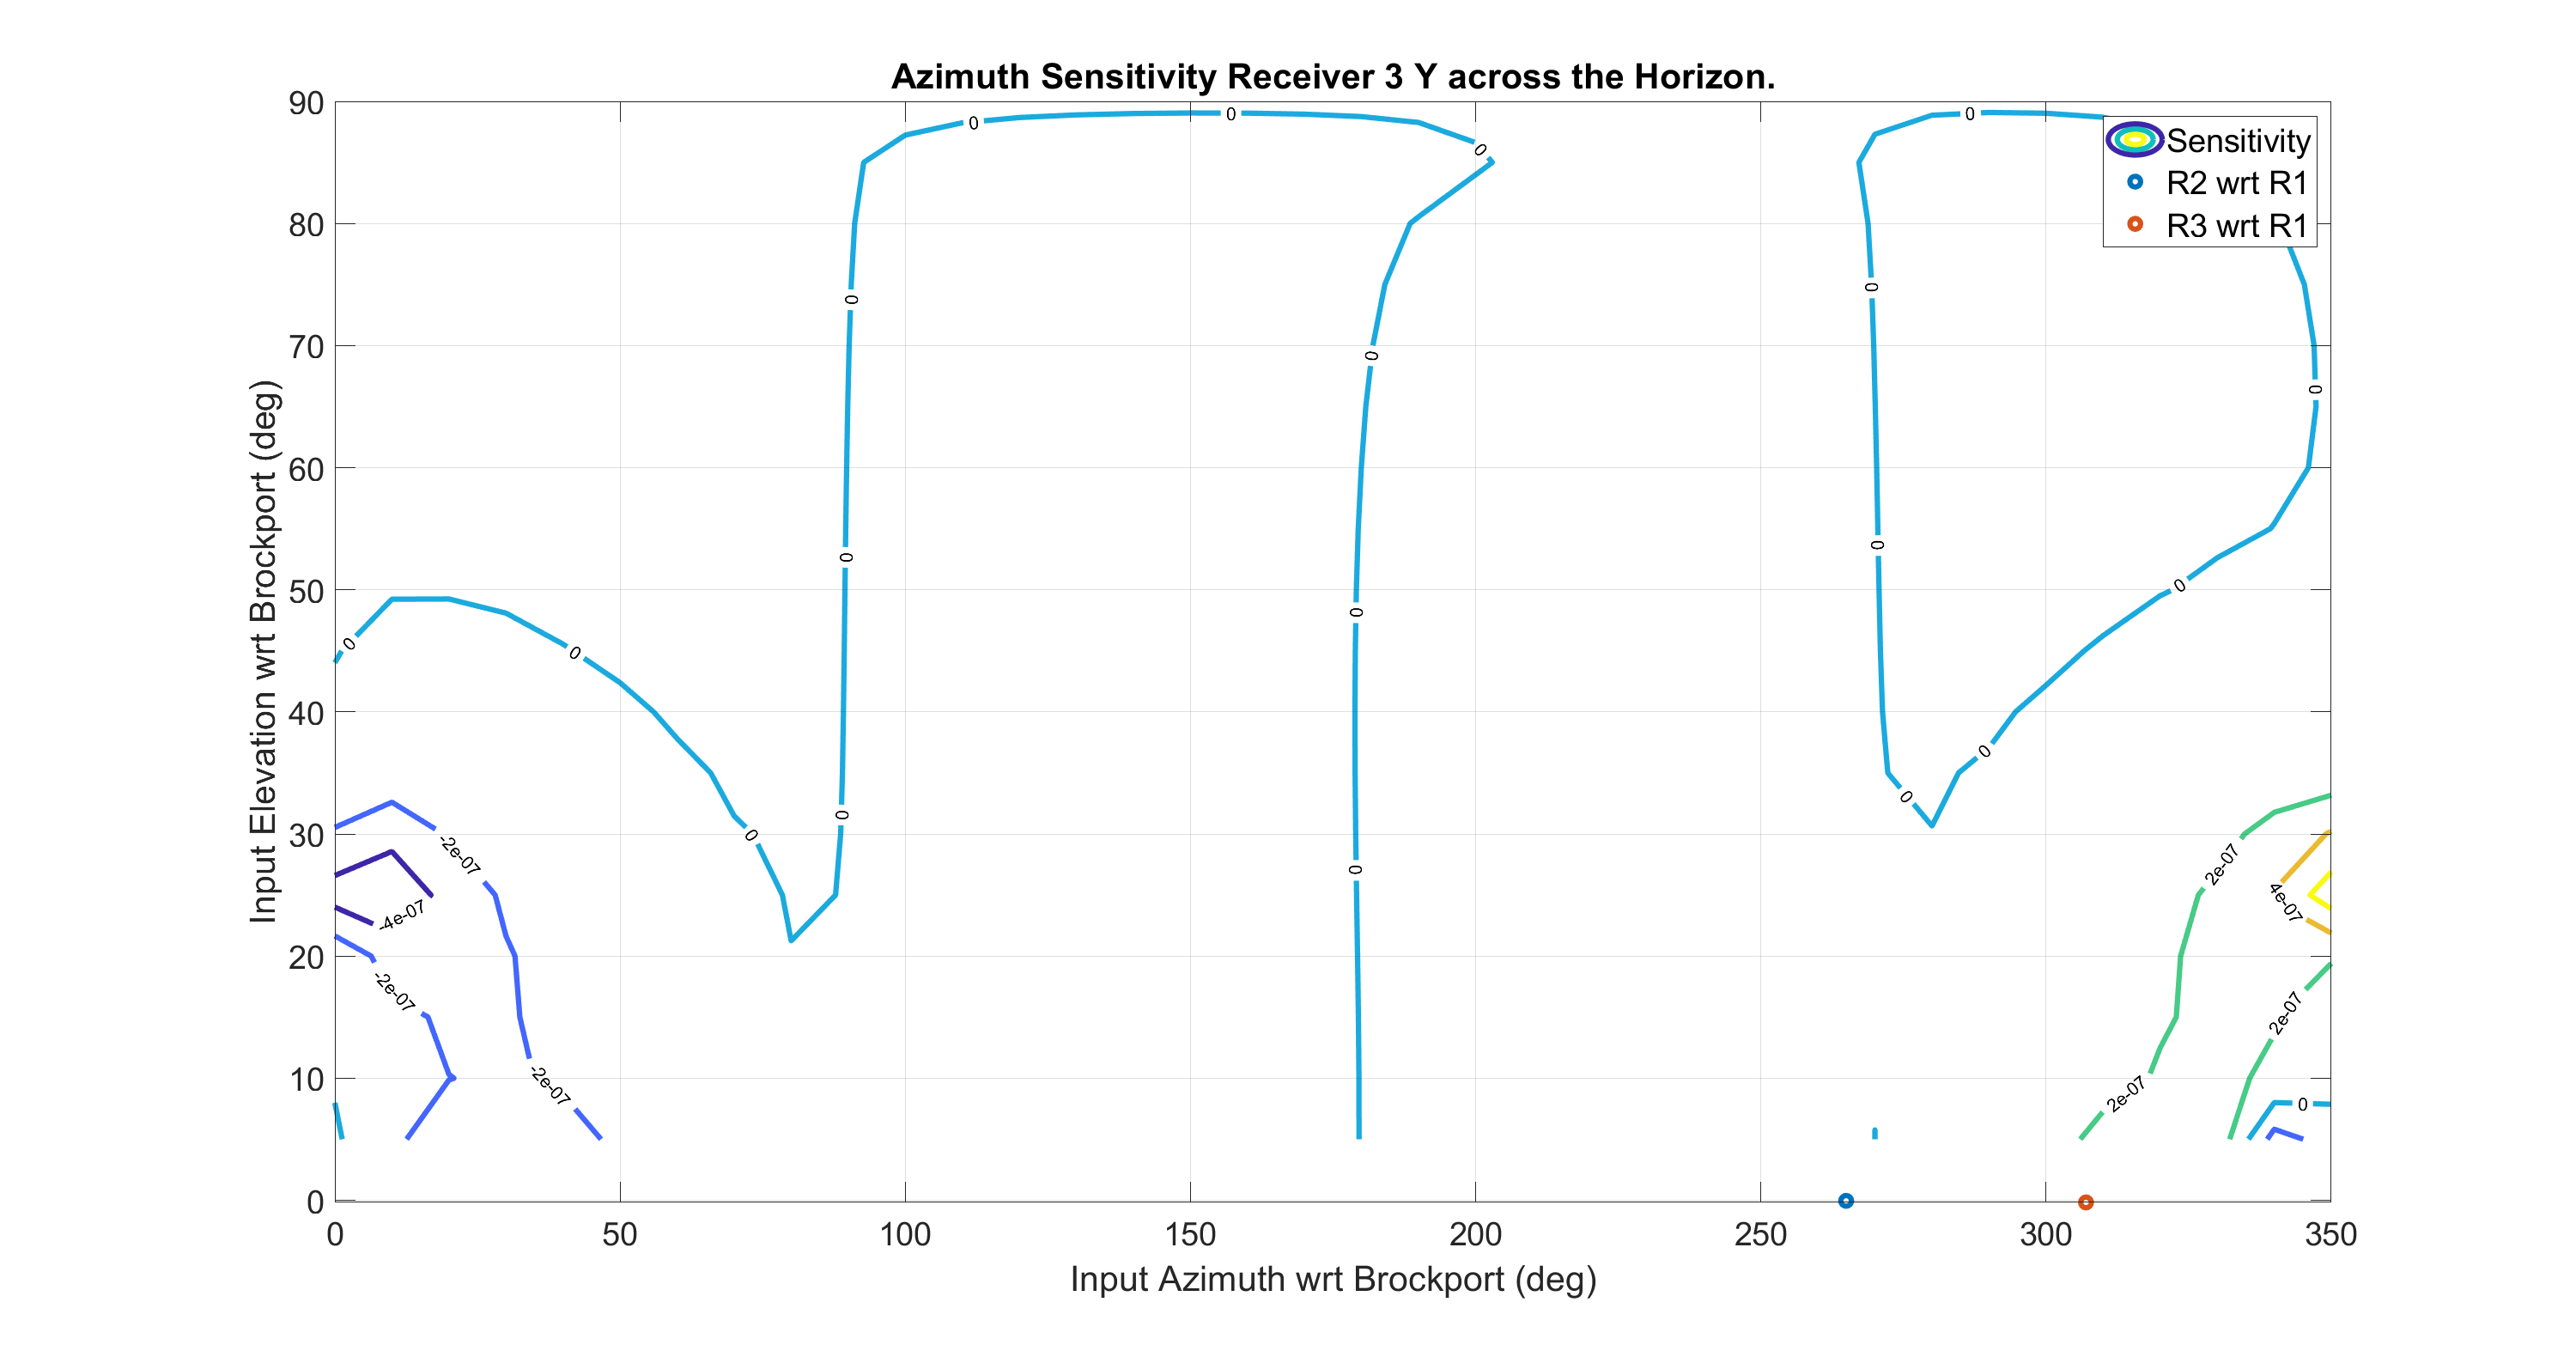 Azimuth Sensitivity Receiver 3 Y across the Horizon.
Sensitivity
R2 wrt R1
R3 wrt R1
Input Elevation wrt Brockport (deg)
90
80
70
60
50
40
30
20
10
0
0 0 0 0
0 0
0
0
0 0
0 0
0 0
0 0
0
0 0
0 0
-2e-07
-4e-07
-2e-07
-2e-07
2e-07
4e-07
2e-07
2e-07
0
0 50 100 150 200 250 300 350
Input Azimuth wrt Brockport (deg)